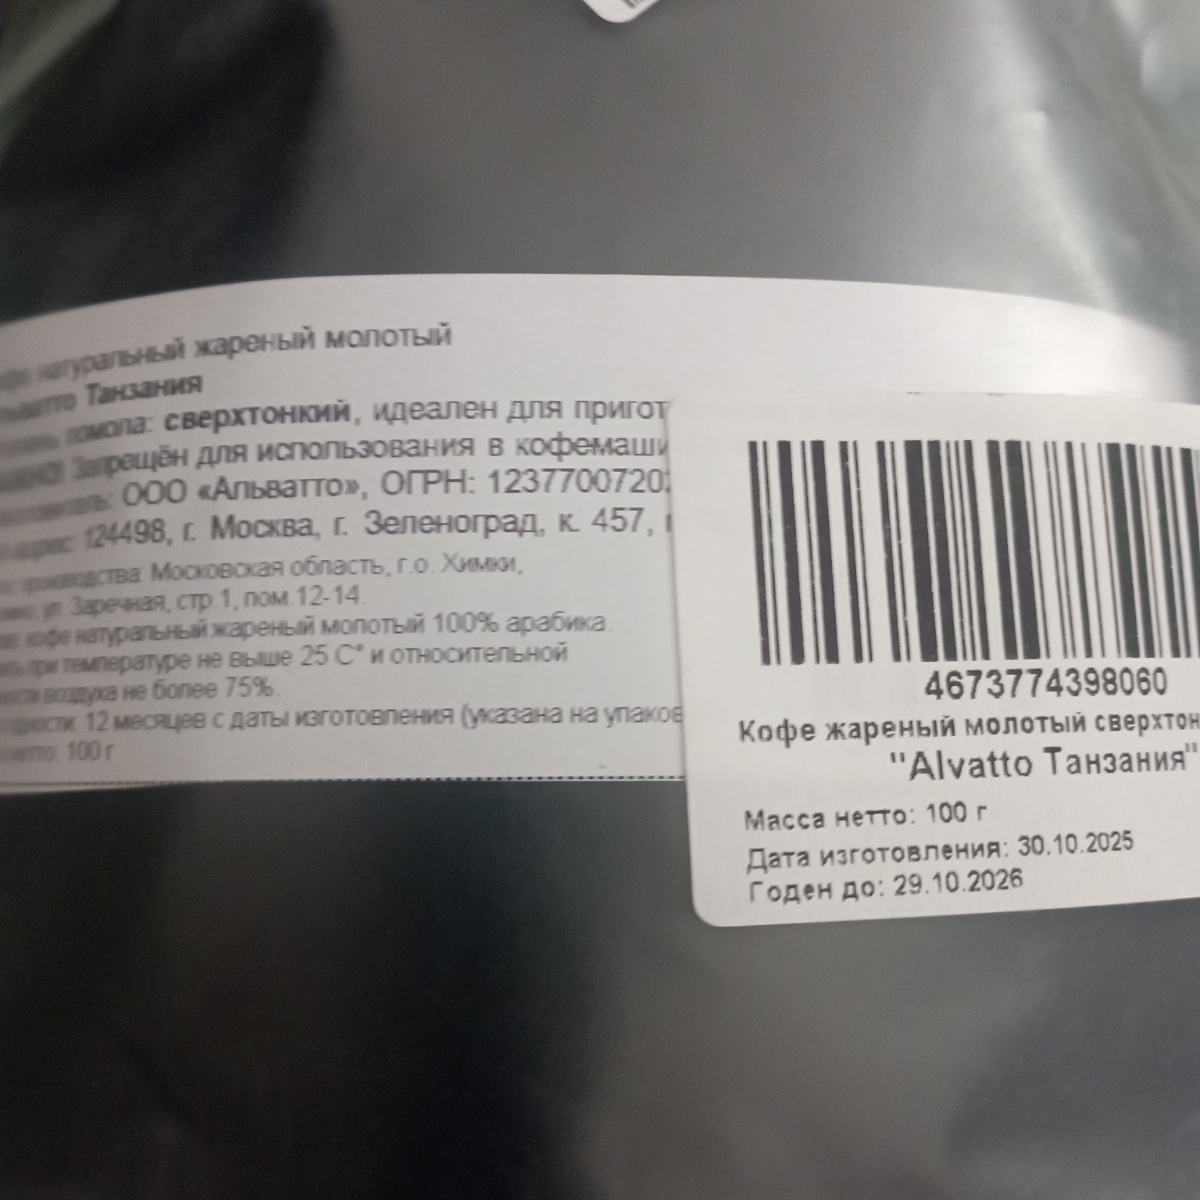 натуральный жареный молотый
Танзания
помола: сверхтонкий, идеален для пригот
Запрещён для использования в кофемаши
ООО «Альватто», ОГРН: 1237700720
адрес: 124498, г. Москва, г. Зеленоград, к. 457,
производства: Московская область, г.о. Химки,
ул. Заречная, стр.1, пом.12-14.
кофе натуральный жареный молотый 100% арабика.
при температуре не выше 25 С° и относительной
воздуха не более 75%.
12 месяцев с даты изготовления (указана на упаков
нетто: 100 г
4673774398060
Кофе жареный молотый сверхтон
"Alvatto Танзания"
Масса нетто: 100 г
Дата изготовления: 30.10.2025
Годен до: 29.10.2026